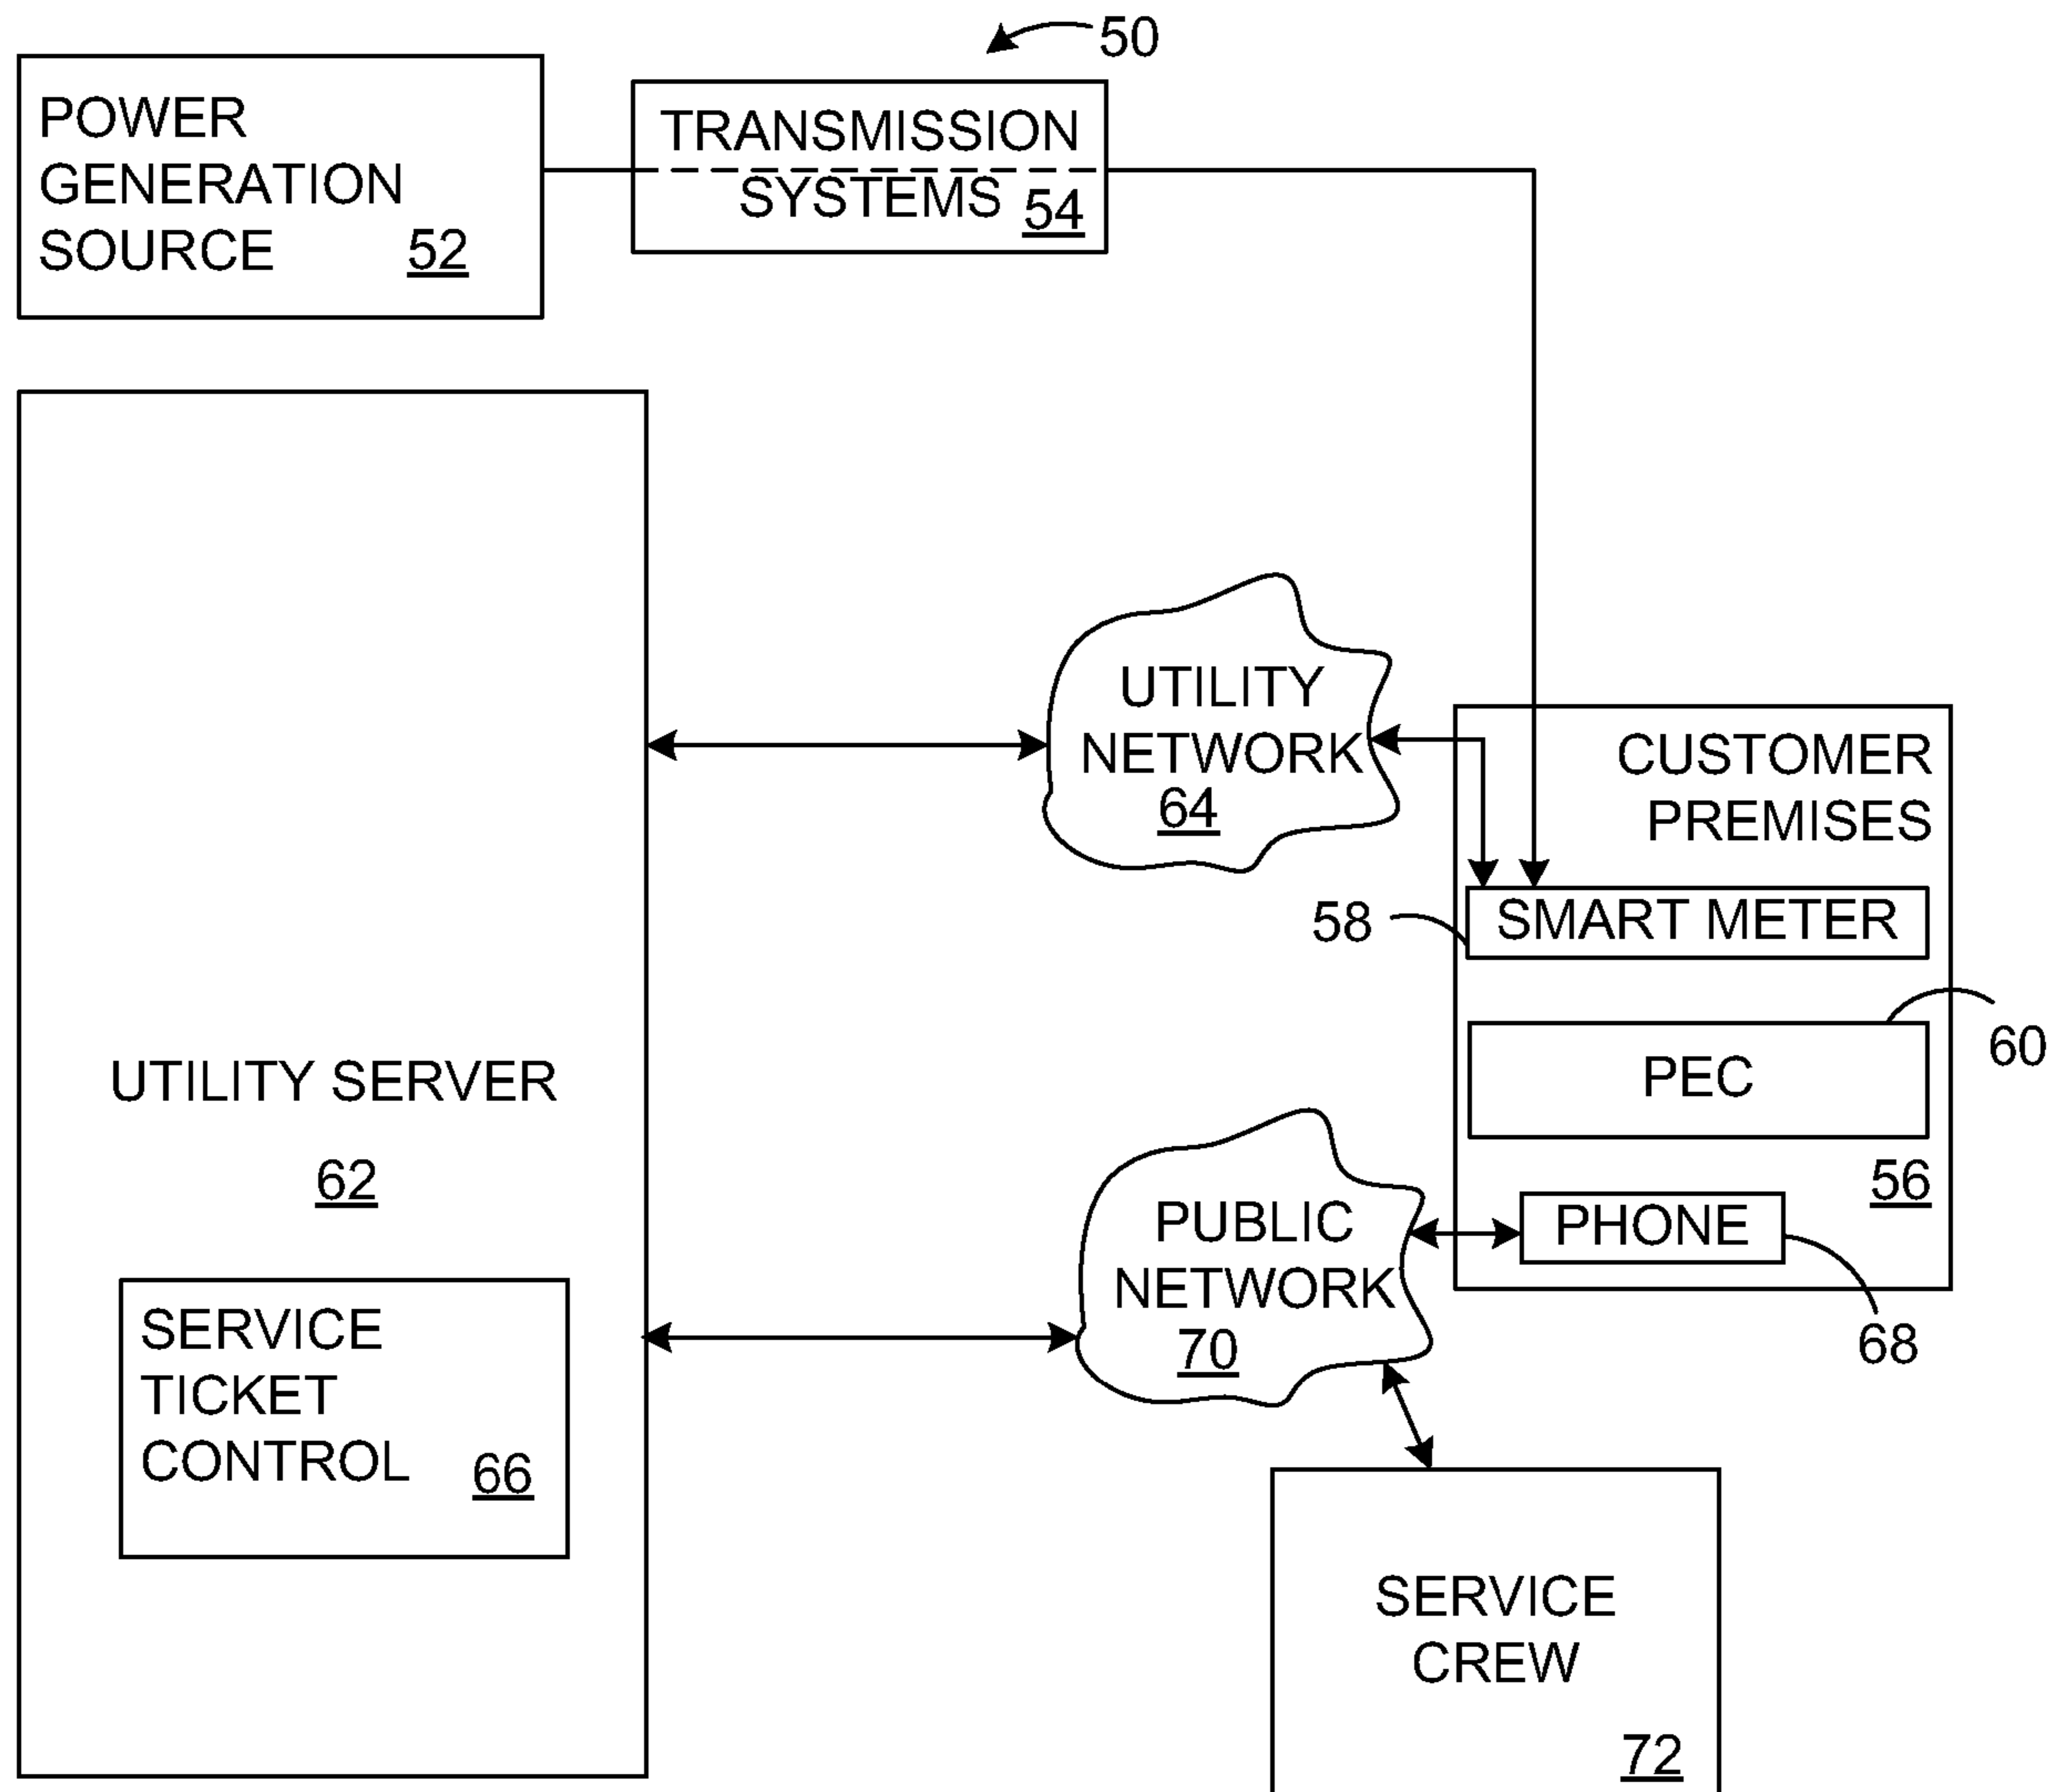 50
POWER
GENERATION
SOURCE 52
TRANSMISSION
SYSTEMS 54
UTILITY
NETWORK
64
CUSTOMER
PREMISES
58
SMART METER
60
PEC
56
UTILITY SERVER
62
PUBLIC
NETWORK
70
PHONE
68
SERVICE
TICKET
CONTROL 66
SERVICE
CREW
72